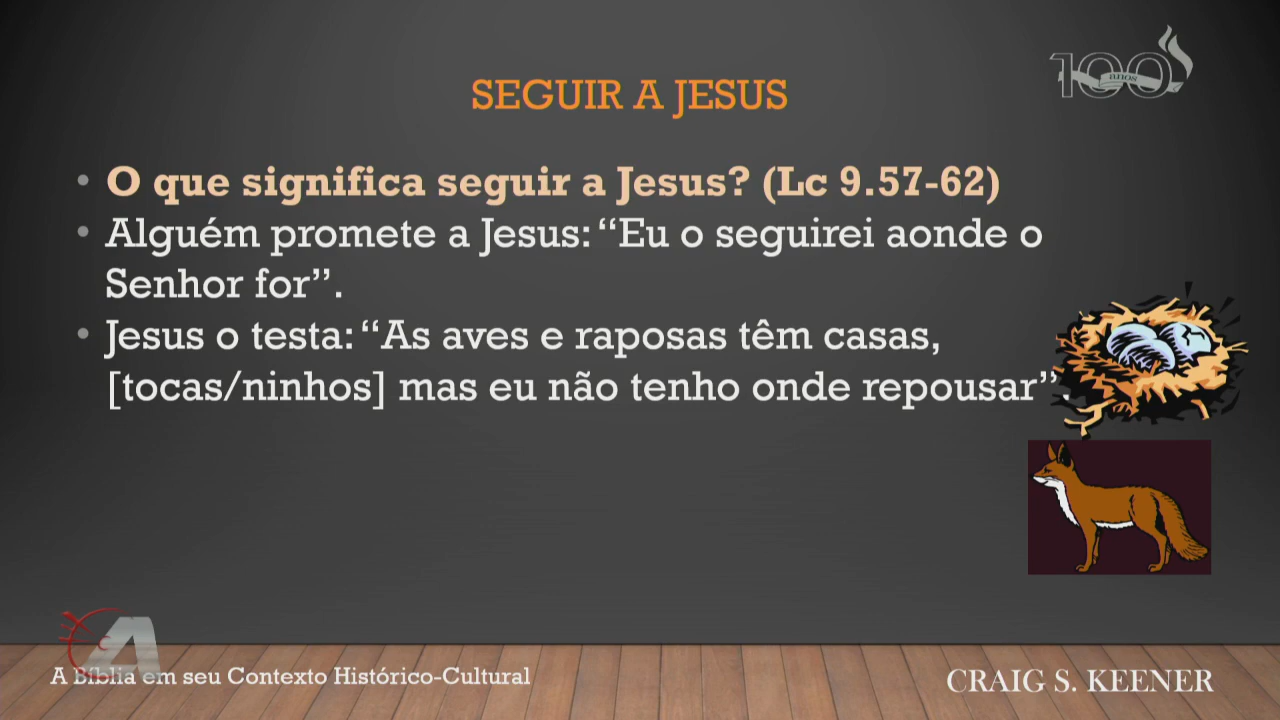 100
anos
SEGUIR A JESUS
• O que significa seguir a Jesus? (Lc 9.57-62)
• Alguém promete a Jesus: “Eu o seguirei aonde o
Senhor for”.
• Jesus o testa: “As aves e raposas têm casas,
[tocas/ninhos] mas eu não tenho onde repousar”.
A Bíblia em seu Contexto Histórico-Cultural
CRAIG S. KEENER